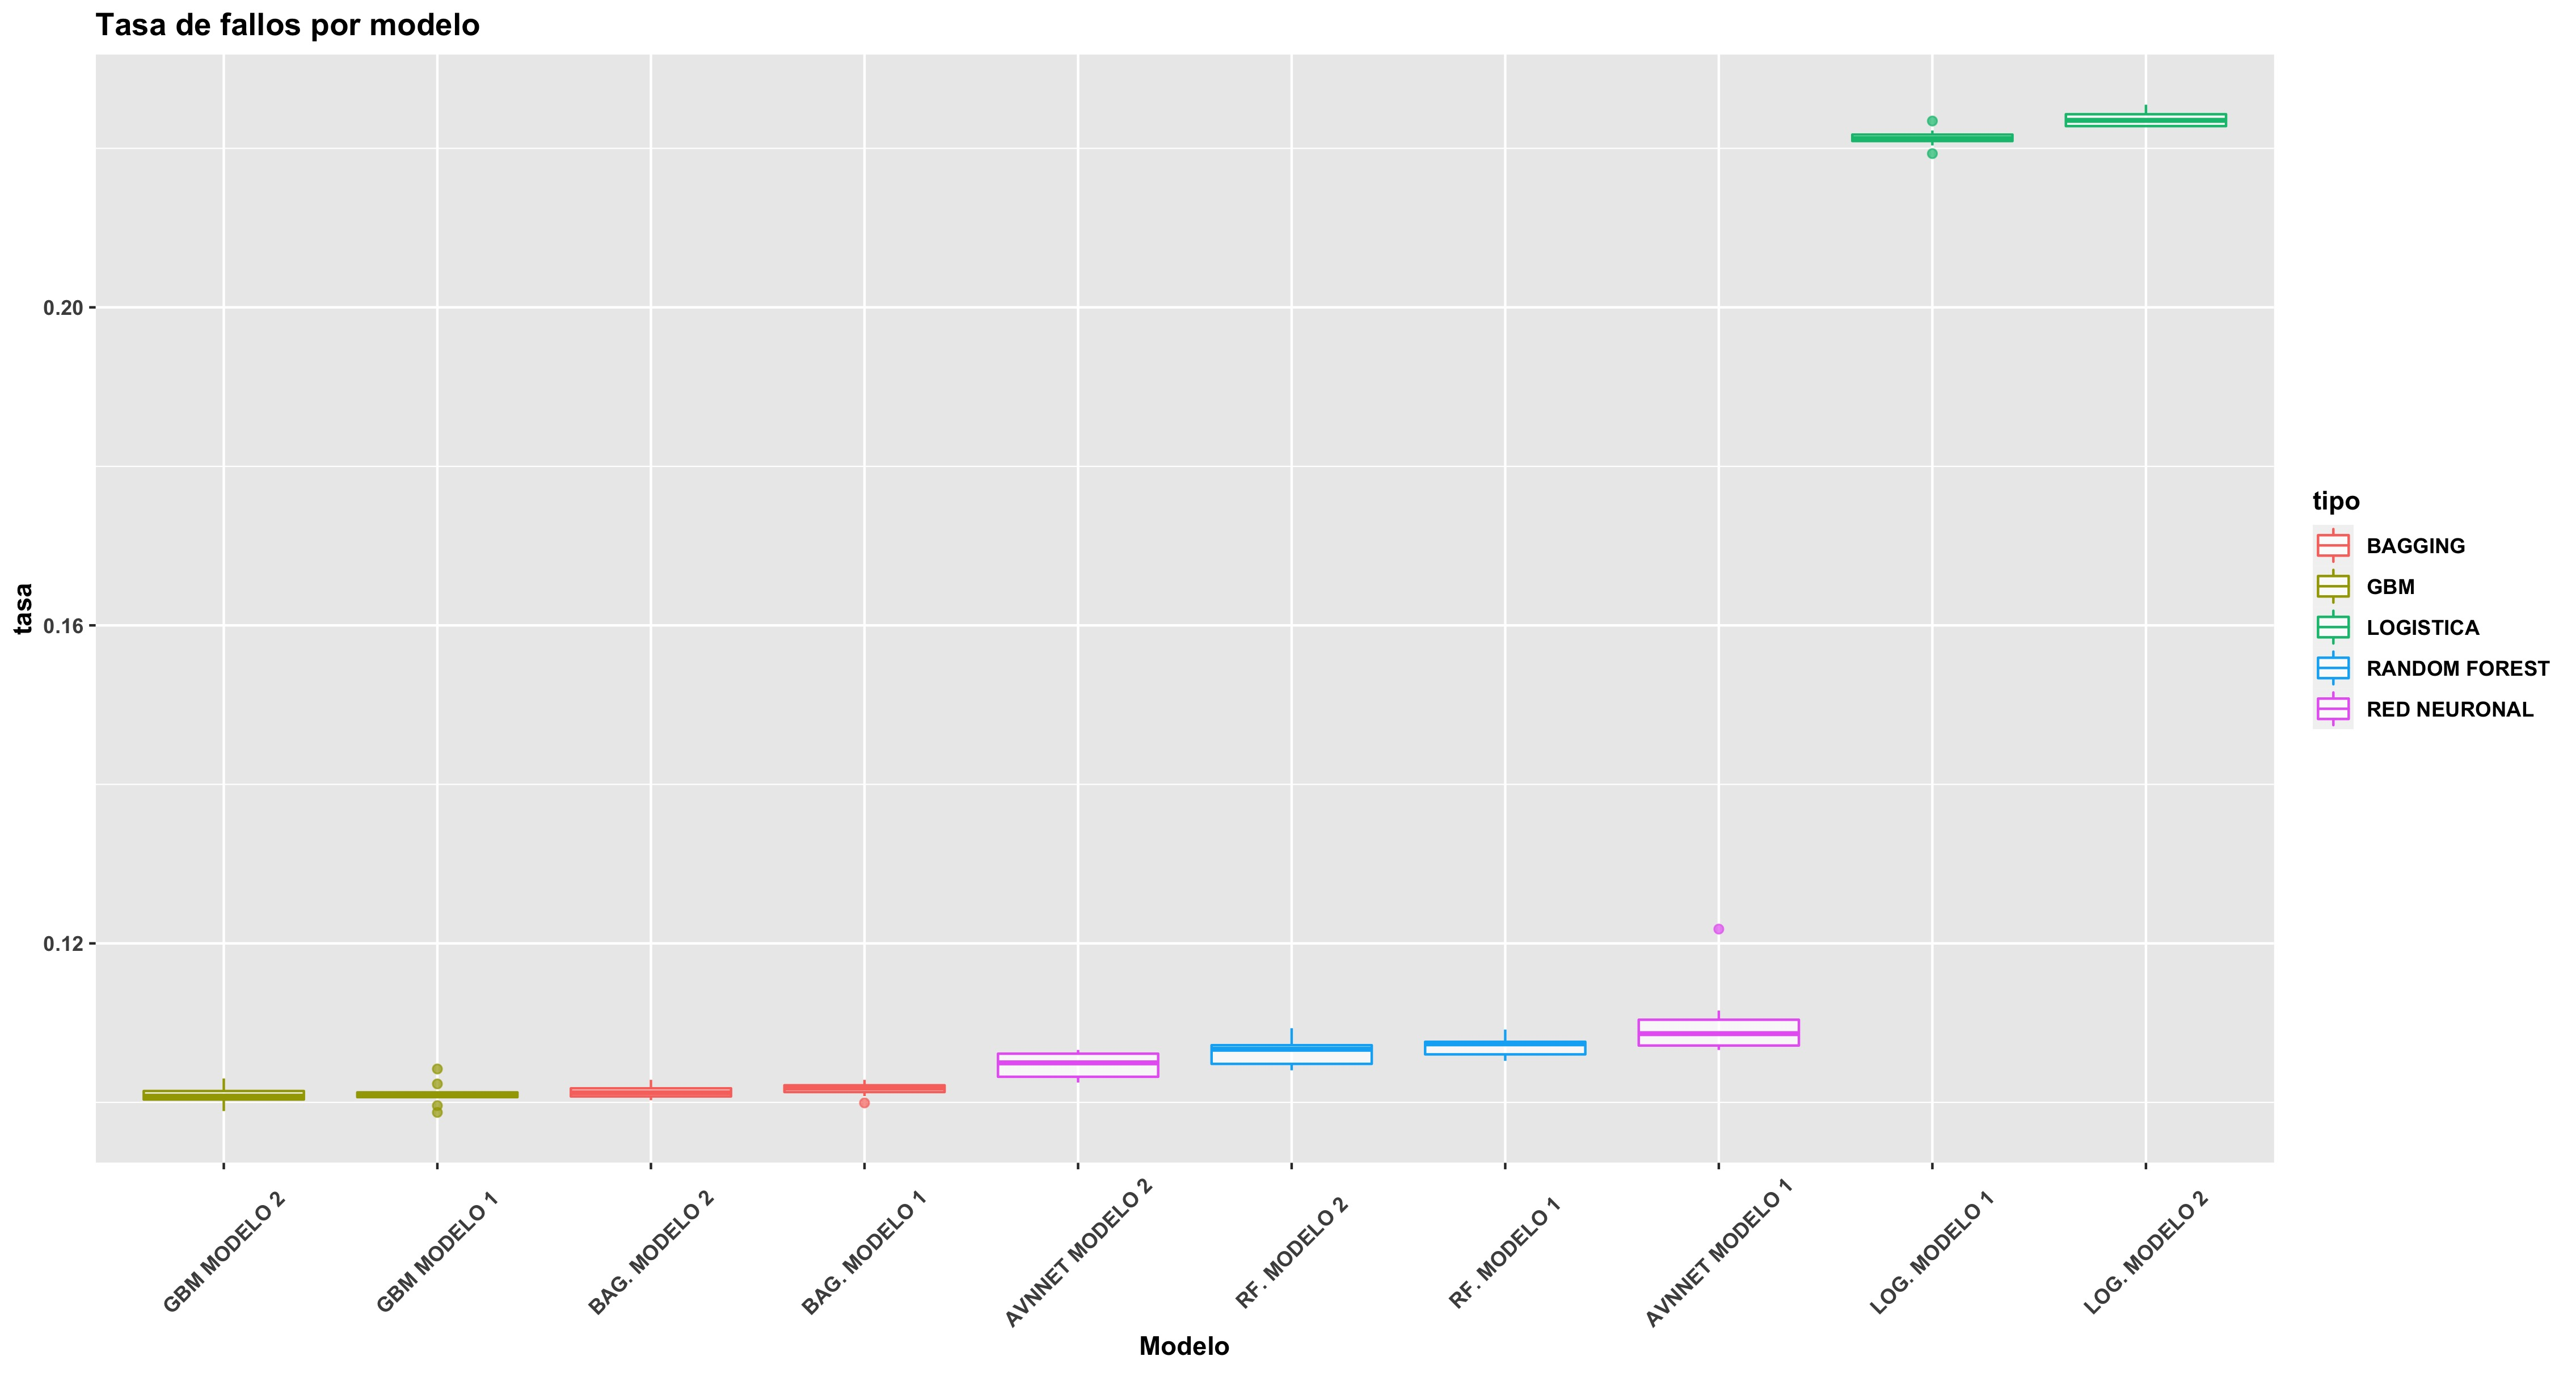 Tasa de fallos por modelo
tasa
0.20
0.16
0.12
GBM MODELO 2
GBM MODELO 1
BAG. MODELO 2
BAG. MODELO 1
AVNNET MODELO 2
RF. MODELO 2
RF. MODELO 1
AVNNET MODELO 1
LOG. MODELO 1
LOG. MODELO 2
Modelo
tipo
BAGGING
GBM
LOGISTICA
RANDOM FOREST
RED NEURONAL